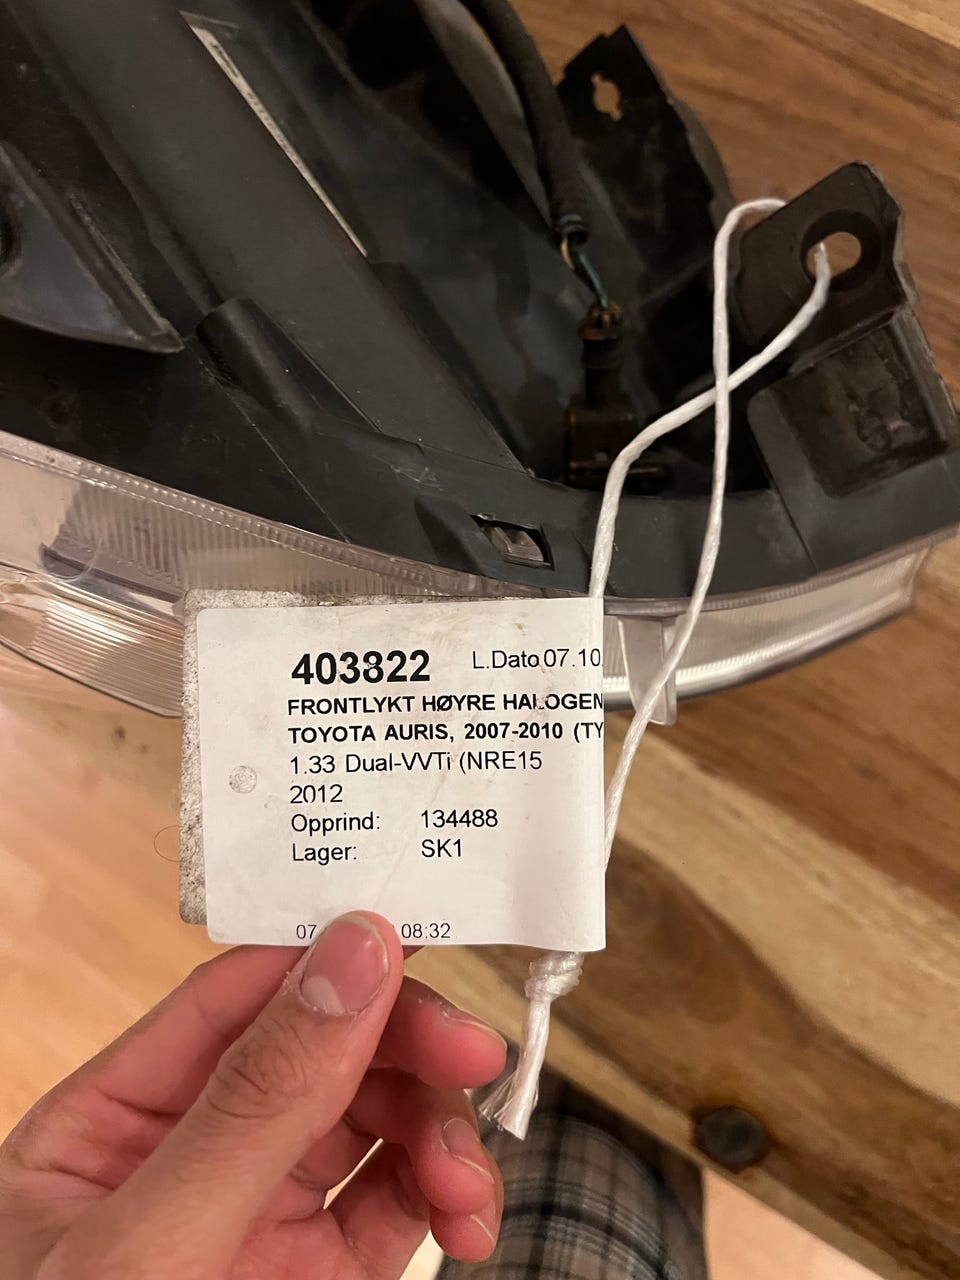 403822 L.Dato 07.10.
FRONTLYKT HØYRE HALOGEN
TOYOTA AURIS, 2007-2010 (TY
1.33 Dual-VVTi (NRE15
2012
Opprind: 134488
Lager: SK1
07 08:32